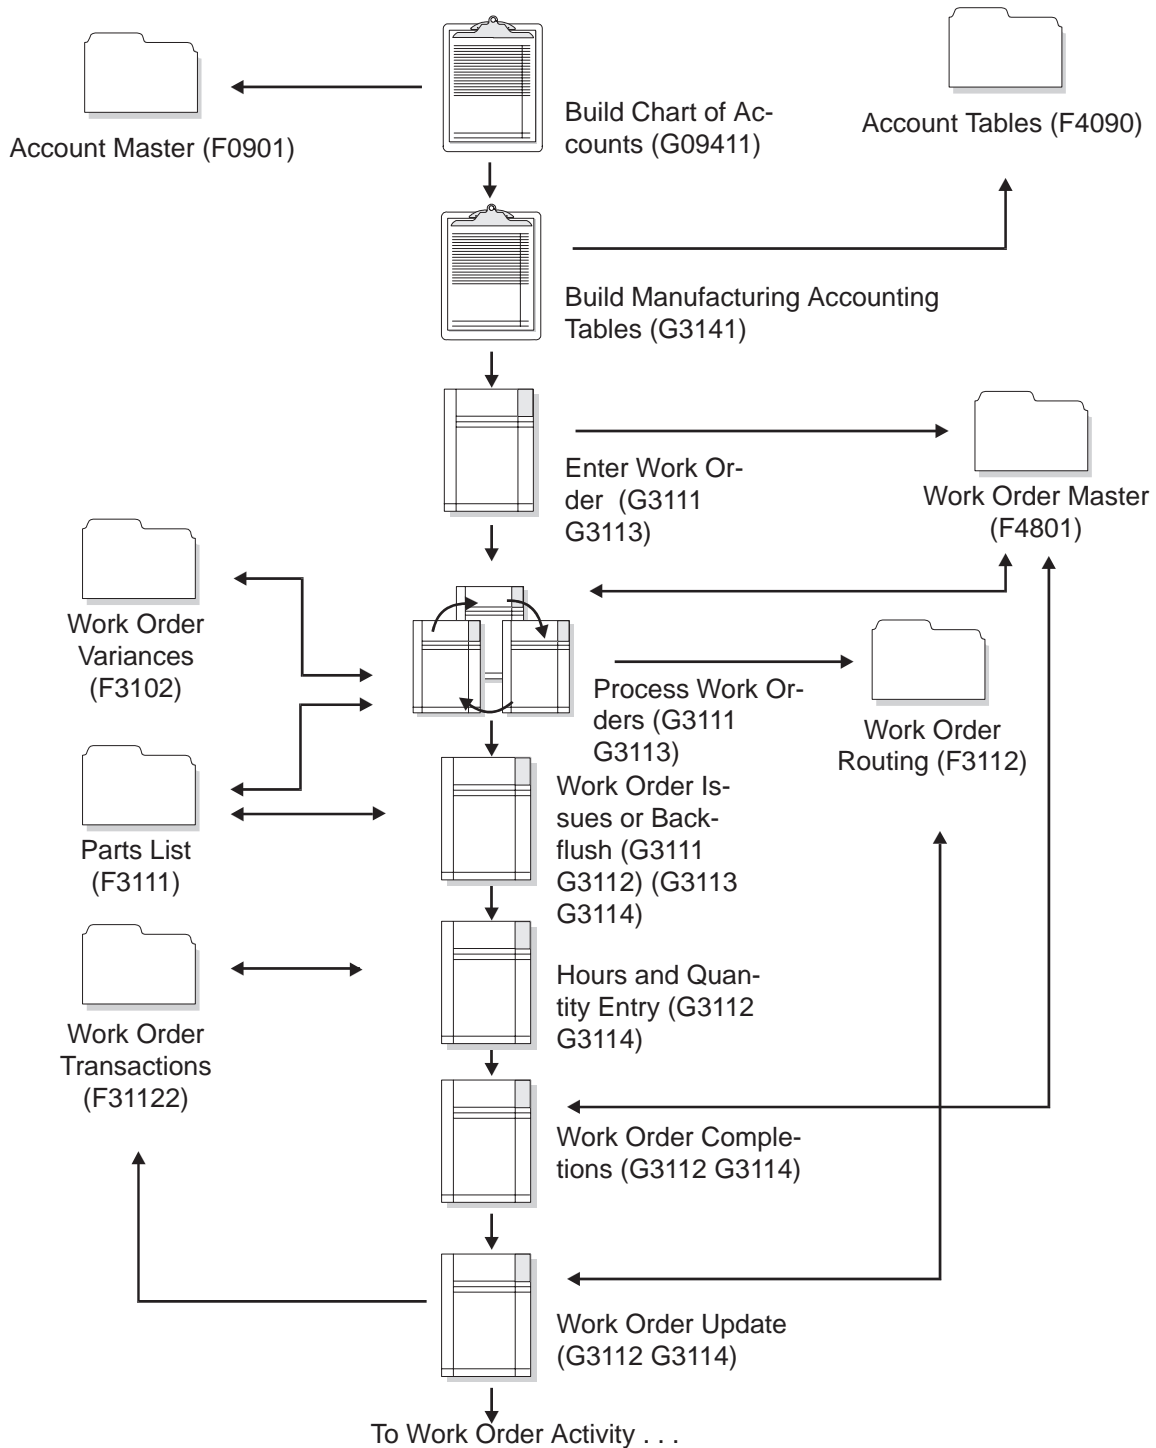 Account Master (F0901)
Build Chart of Ac-
counts (G09411)
Account Tables (F4090)
Build Manufacturing Accounting
Tables (G3141)
Enter Work Or-
der (G3111
G3113)
Work Order Master
(F4801)
Work Order
Variances
(F3102)
Process Work Or-
ders (G3111
G3113)
Work Order
Routing (F3112)
Parts List
(F3111)
Work Order Is-
sues or Back-
flush (G3111
G3112) (G3113
G3114)
Work Order
Transactions
(F31122)
Hours and Quan-
tity Entry (G3112
G3114)
Work Order Comple-
tions (G3112 G3114)
Work Order Update
(G3112 G3114)
To Work Order Activity . . .